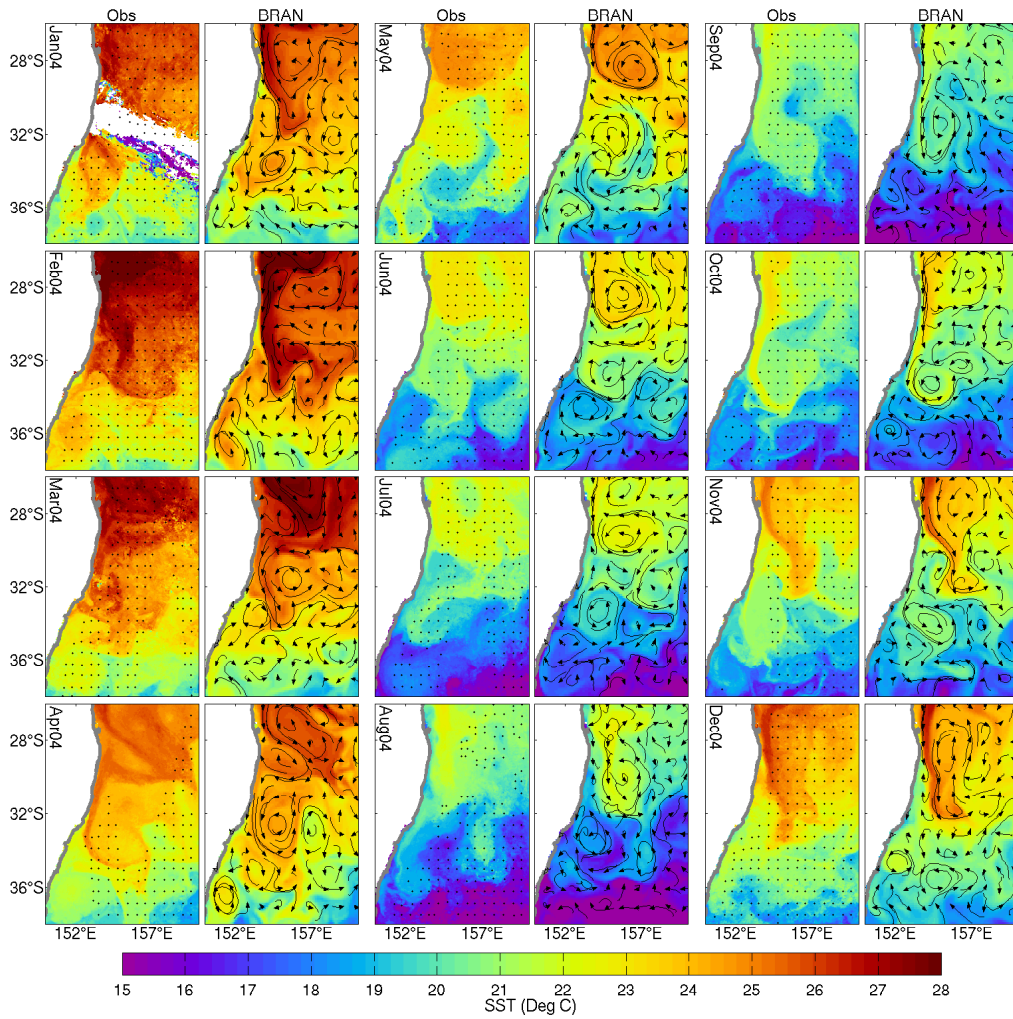 Obs BRAN Obs BRAN Obs BRAN
Jan04 May04 Sep04
28°S
32°S
36°S
Feb04 Jun04 Oct04
28°S
32°S
36°S
Mar04 Jul04 Nov04
28°S
32°S
36°S
Apr04 Aug04 Dec04
28°S
32°S
36°S
152°E 157°E 152°E 157°E 152°E 157°E 152°E 157°E 152°E 157°E 152°E 157°E
15 16 17 18 19 20 21 22 23 24 25 26 27 28
SST (Deg C)